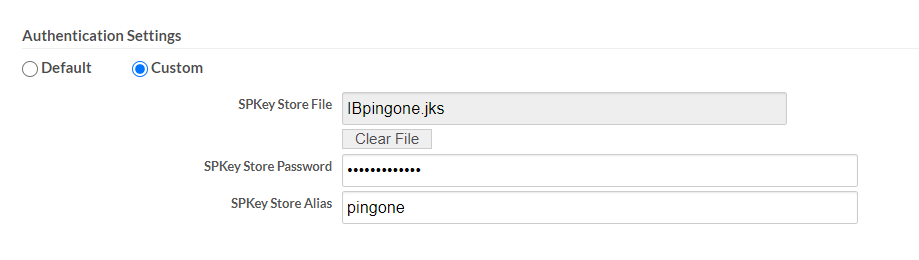 Authentication Settings
Default Custom
SPKey Store File IBpingone.jks
Clear File
SPKey Store Password •••••••••••••
SPKey Store Alias pingone